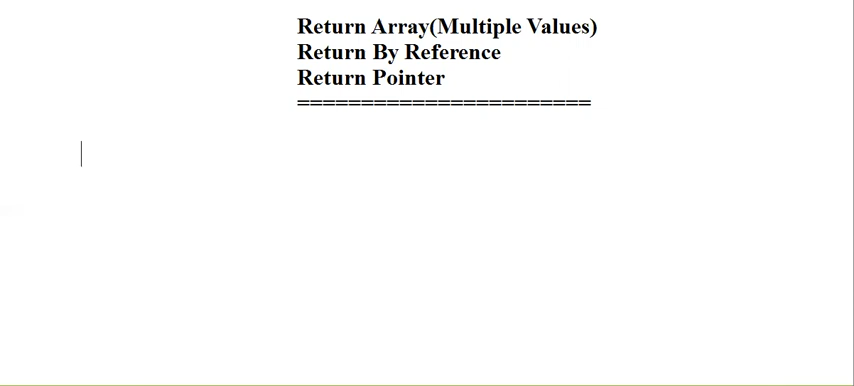 Return Array(Multiple Values)
Return By Reference
Return Pointer
=======================